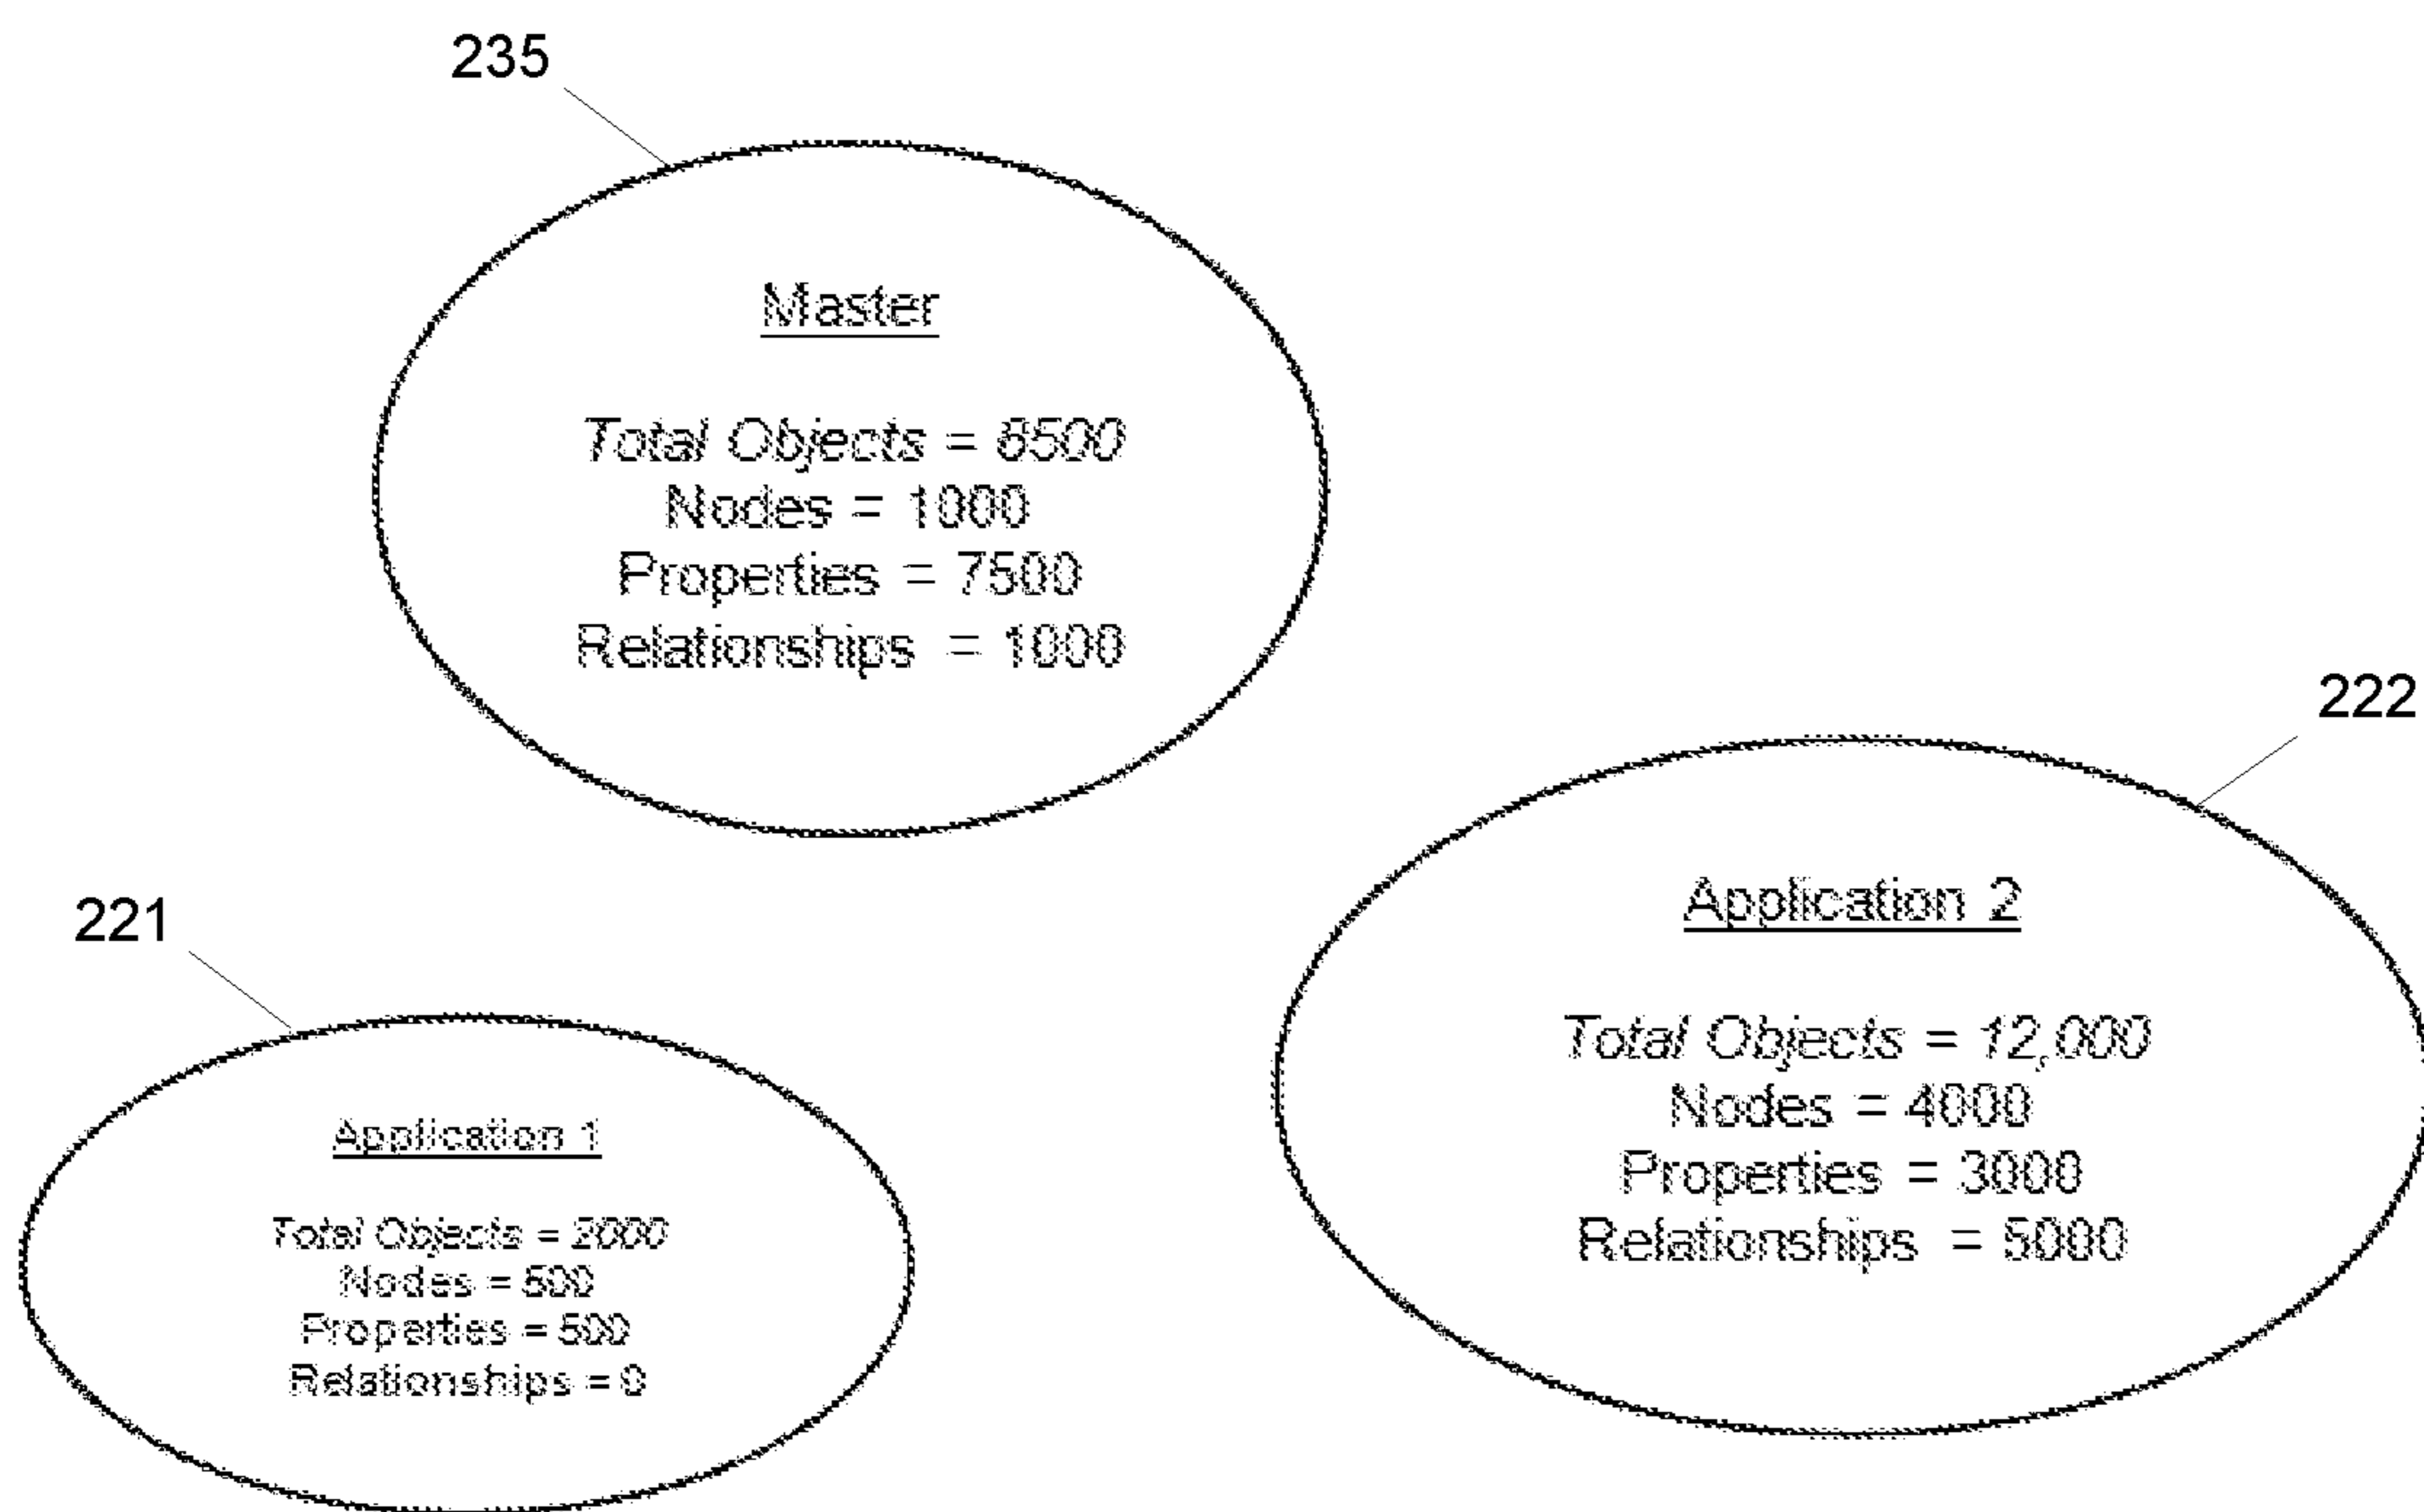 235
Master
Total Objects = 8500
Nodes = 1000
Properties = 7500
Relationships = 1000
222
Application 2
Total Objects = 12,000
Nodes = 4000
Properties = 3000
Relationships = 5000
221
Application 1
Total Objects = 2000
Nodes = 500
Properties = 500
Relationships = 0